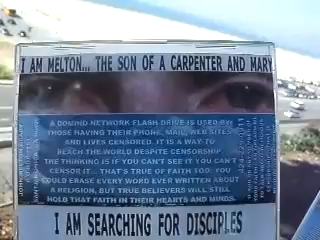 I AM MELTON... THE SON OF A CARPENTER AND MARY
A DOMINO NETWORK FLASH DRIVE IS USED BY
THOSE HAVING THEIR PHONE, MAIL, WEB SITES
AND LIVES CENSORED. IT IS A WAY TO
REACH THE WORLD DESPITE CENSORSHIP.
THE THINKING IS IF YOU CAN'T SEE IT YOU CAN'T
CENSOR IT... THAT'S TRUE OF FAITH TOO. YOU
COULD ERASE EVERY WORD EVER WRITTEN ABOUT
A RELIGION, BUT TRUE BELIEVERS WILL STILL
HOLD THAT FAITH IN THEIR HEARTS AND MINDS.
I AM SEARCHING FOR DISCIPLES